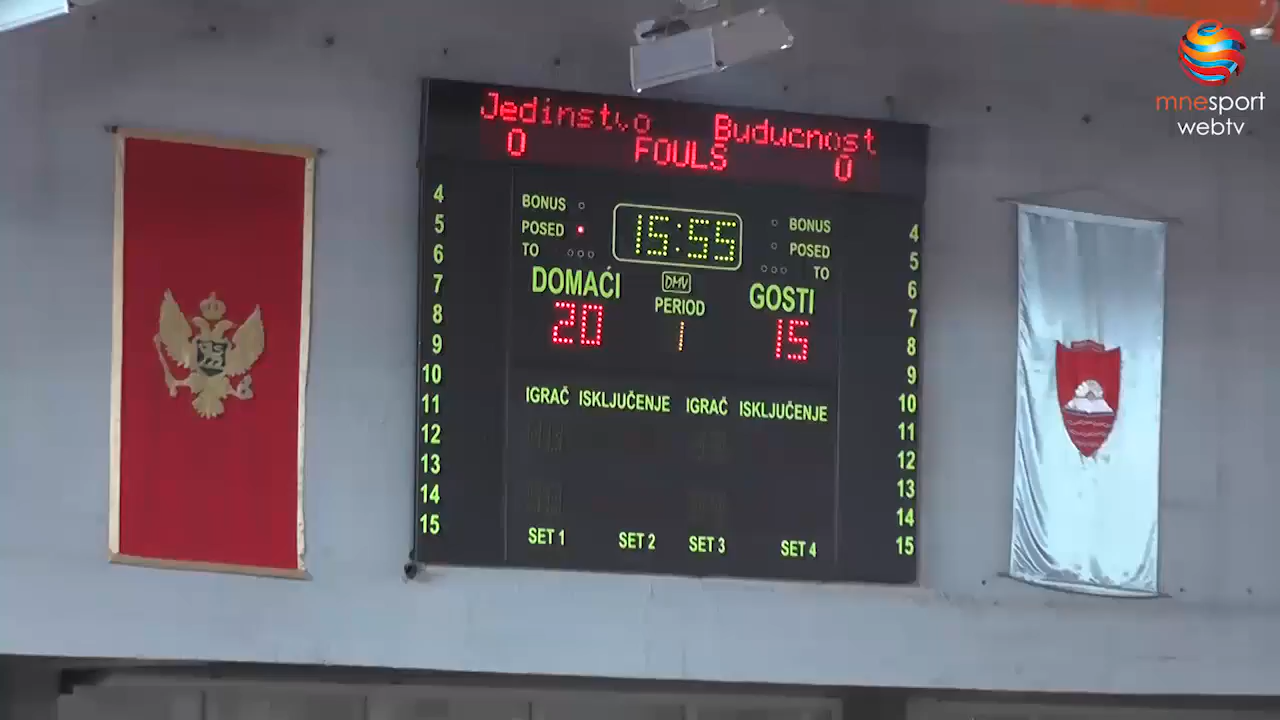 mnesport
webtv
Jedinstvo Buducnost
0 FOULS 0
BONUS 15:55 BONUS
POSED POSED
TO TO
DOMAĆI DMV GOSTI
PERIOD
20 1 15
IGRAČ ISKLJUČENJE IGRAČ ISKLJUČENJE
SET 1 SET 2 SET 3 SET 4
4
5
6
7
8
9
10
11
12
13
14
15
4
5
6
7
8
9
10
11
12
13
14
15